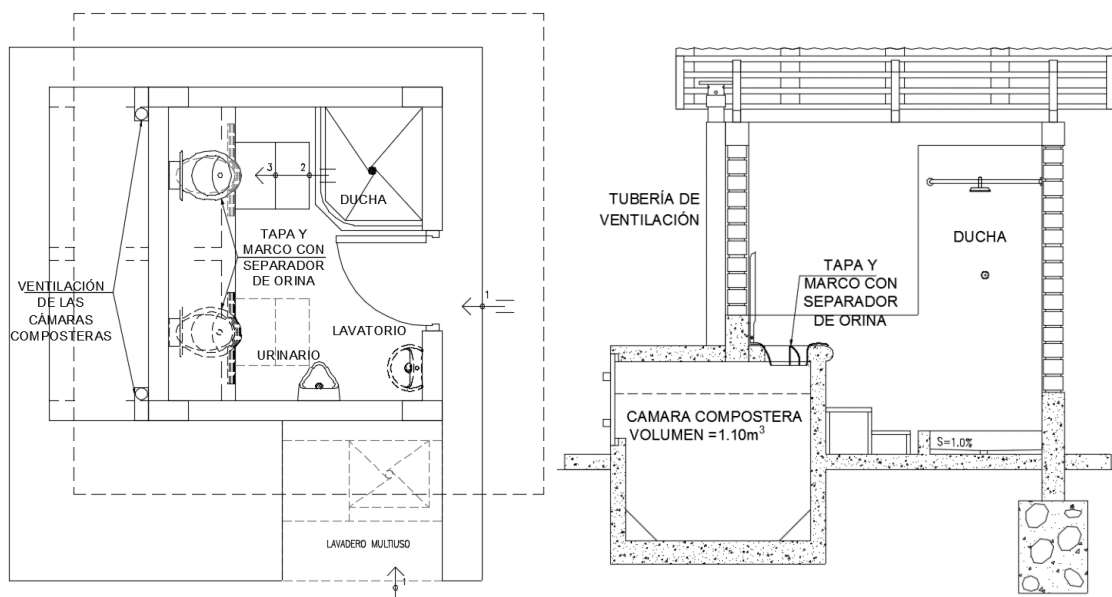 3
2
DUCHA
TAPA Y
MARCO CON
SEPARADOR
DE ORINA
VENTILACIÓN
DE LAS
CÁMARAS
COMPOSTERAS
1
LAVATORIO
URINARIO
LAVADERO MULTIUSO
1
TUBERÍA DE
VENTILACIÓN
DUCHA
TAPA Y
MARCO CON
SEPARADOR
DE ORINA
CAMARA COMPOSTERA
VOLUMEN =1.10m³
S=1.0%